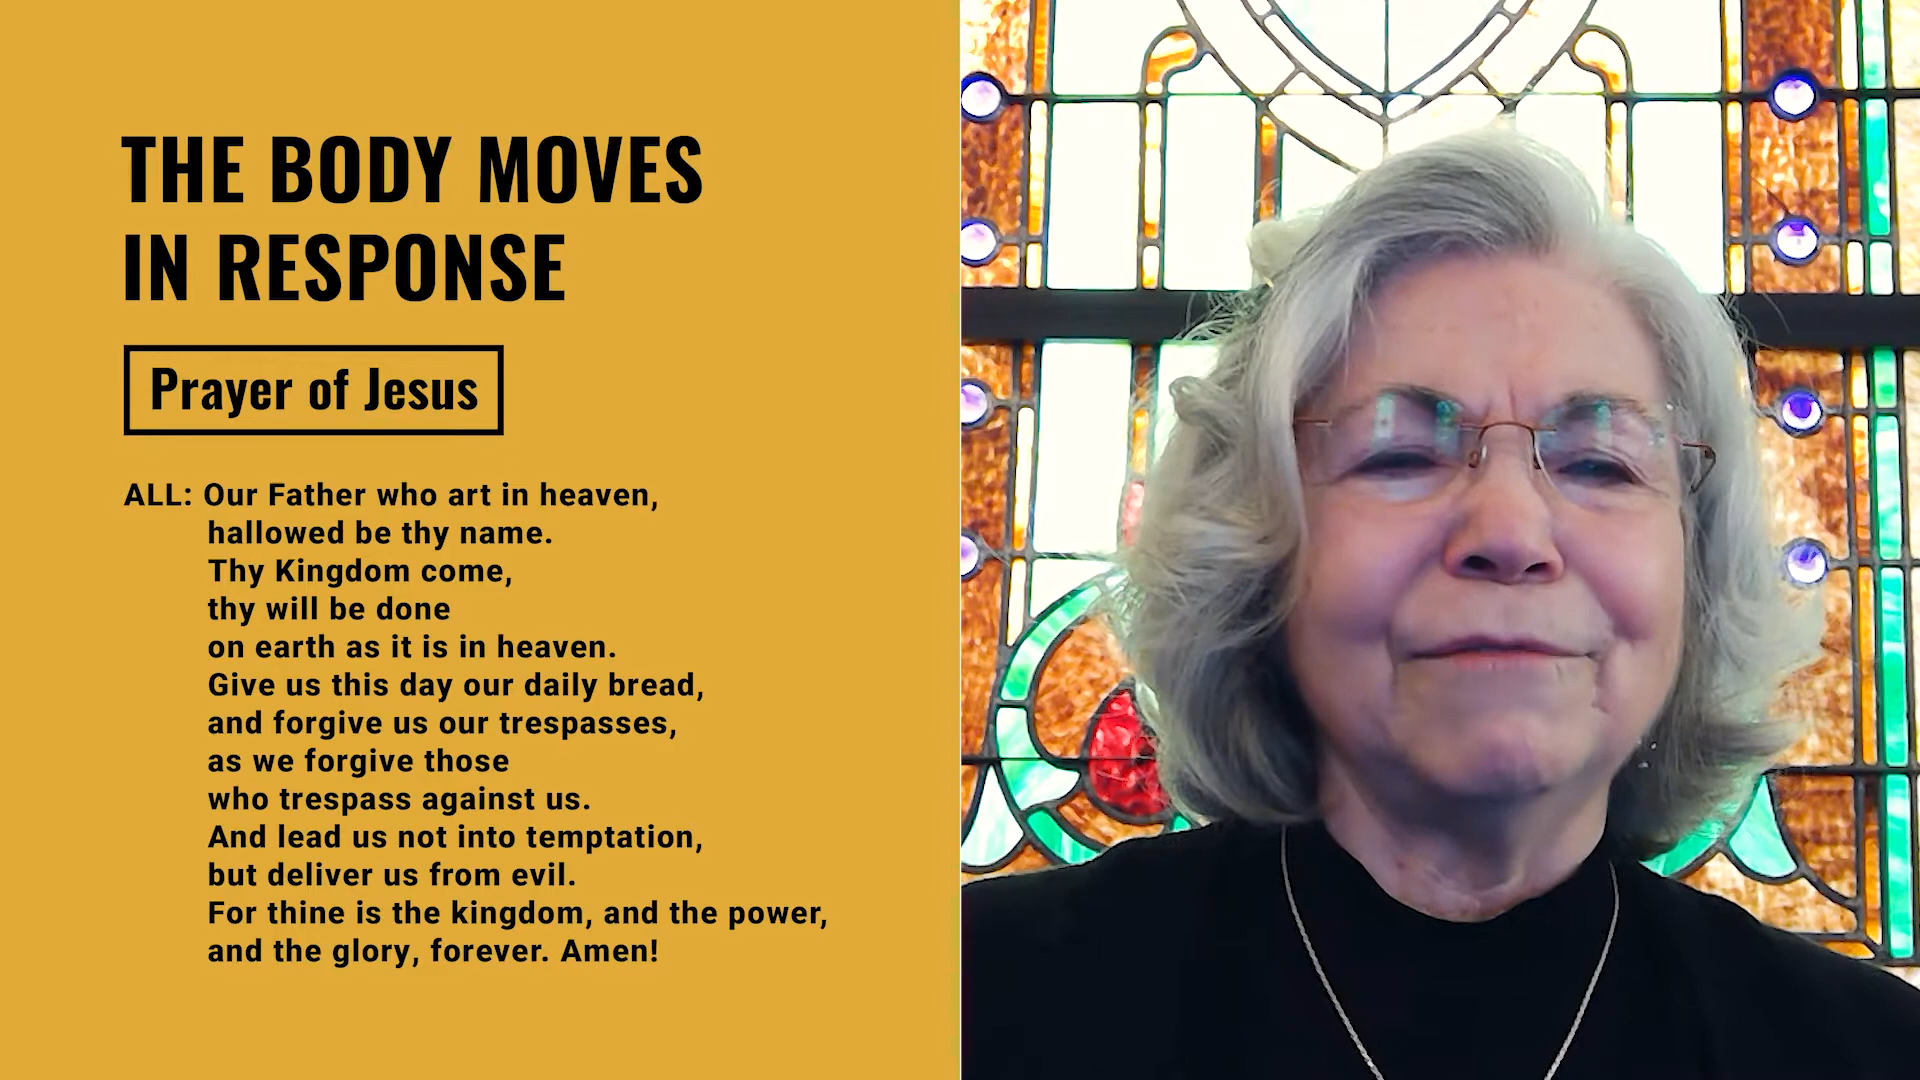 THE BODY MOVES
IN RESPONSE
Prayer of Jesus
ALL: Our Father who art in heaven,
hallowed be thy name.
Thy Kingdom come,
thy will be done
on earth as it is in heaven.
Give us this day our daily bread,
and forgive us our trespasses,
as we forgive those
who trespass against us.
And lead us not into temptation,
but deliver us from evil.
For thine is the kingdom, and the power,
and the glory, forever. Amen!